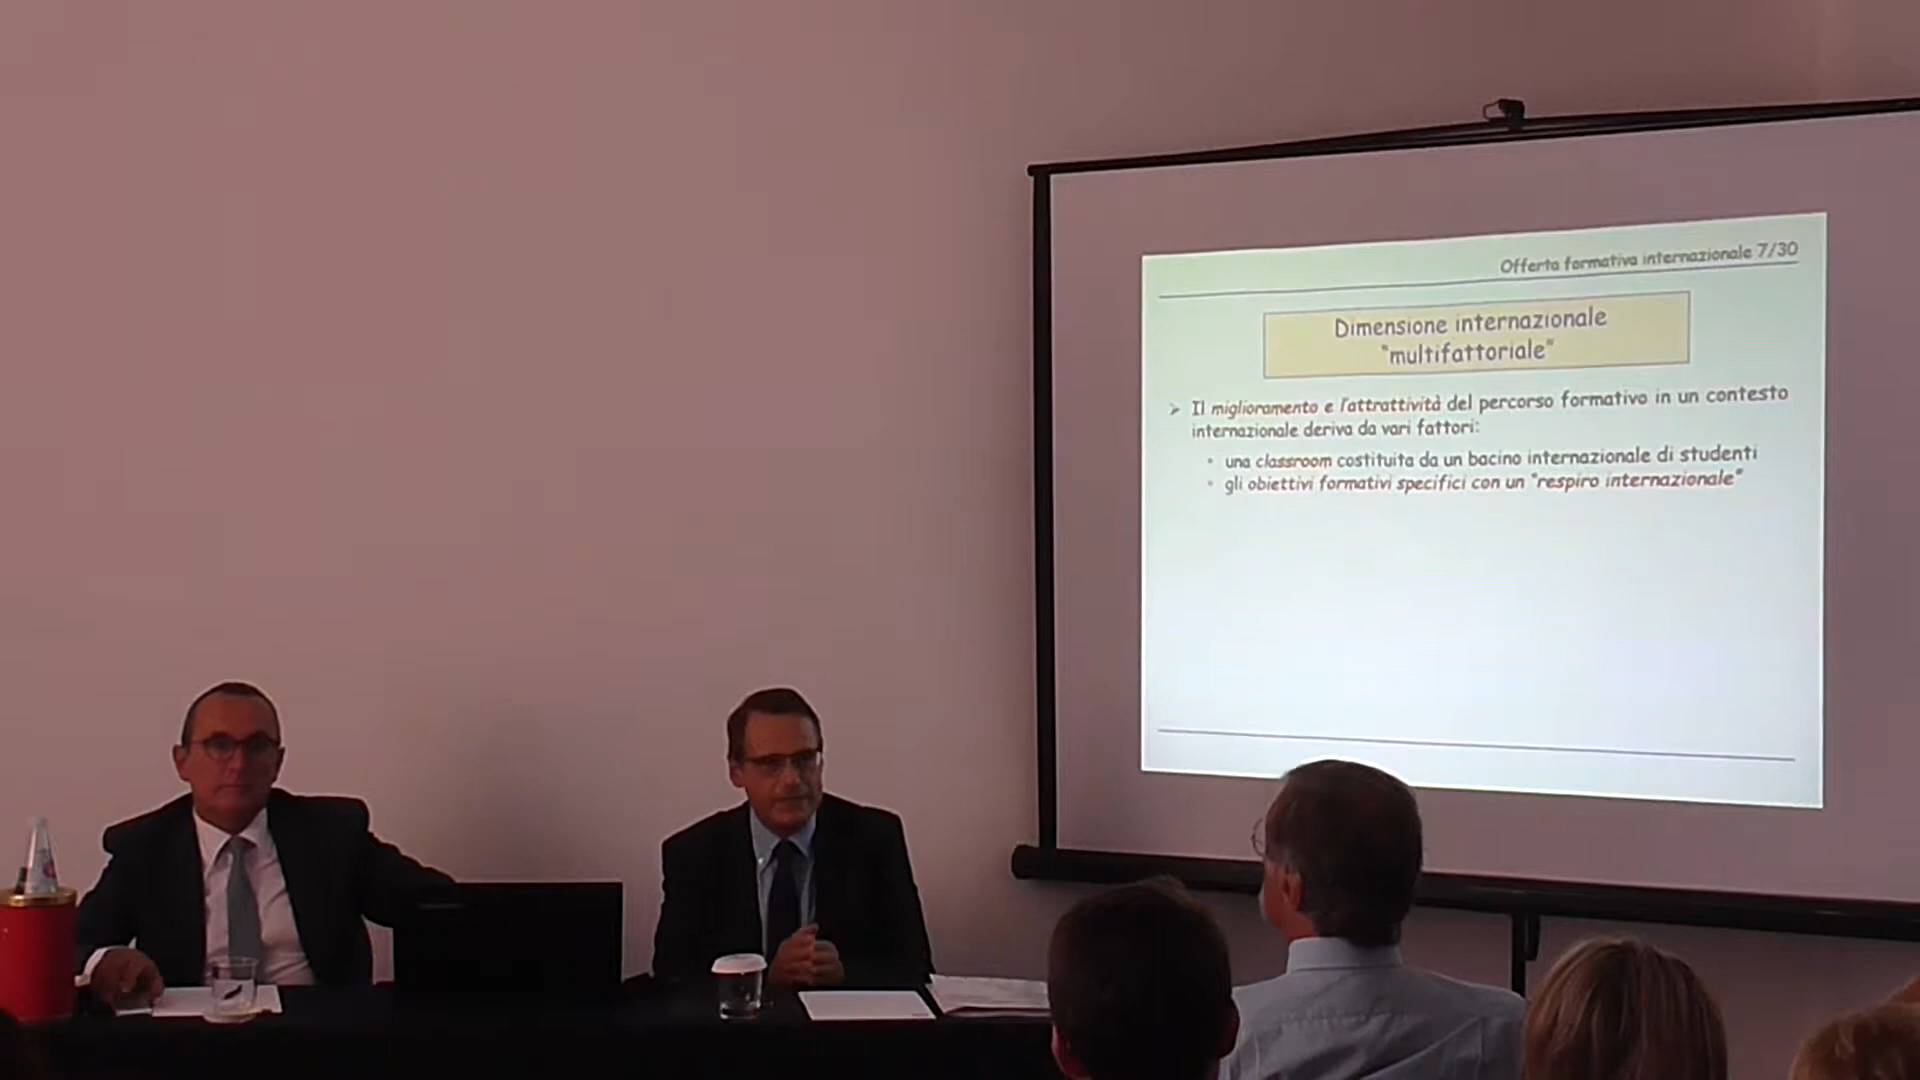 Offerta formativa internazionale 7/30
Dimensione internazionale
"multifattoriale"
➢ Il miglioramento e l'attrattività del percorso formativo in un contesto
internazionale deriva da vari fattori:
• una classroom costituita da un bacino internazionale di studenti
• gli obiettivi formativi specifici con un "respiro internazionale"